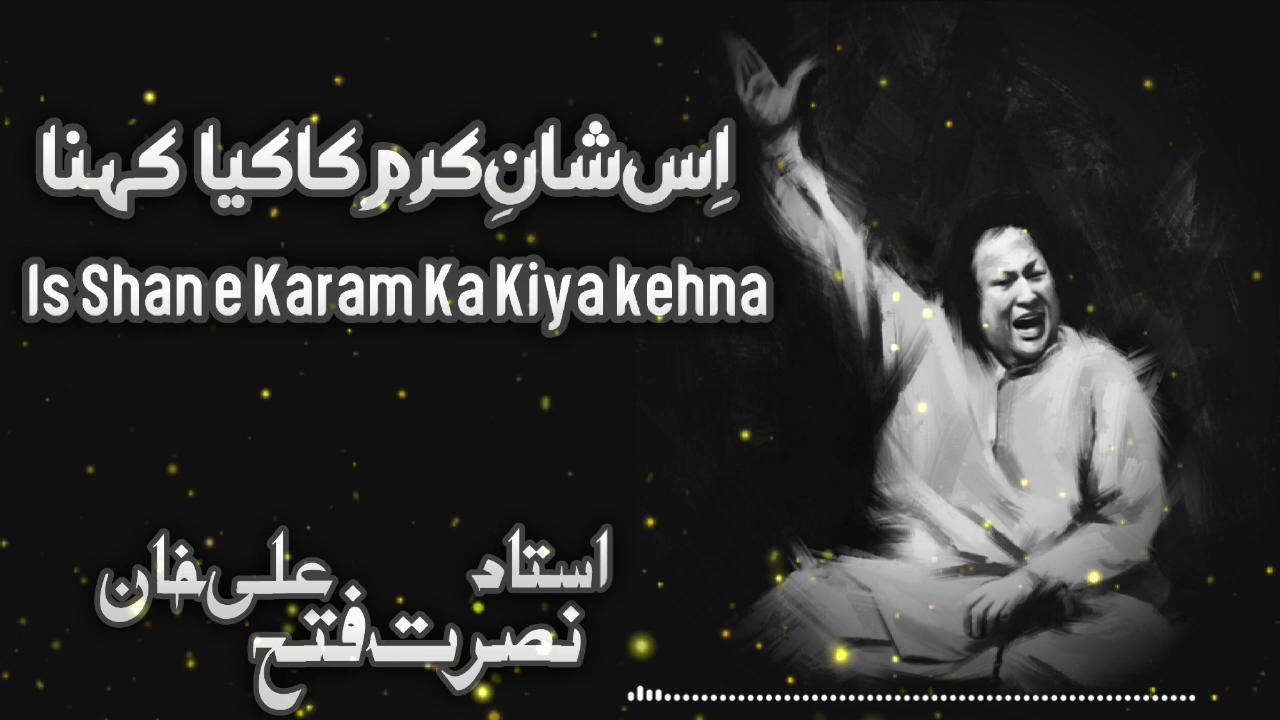 اِس شانِ کرم کا کیا کہنا
Is Shan e Karam Ka Kiya kehna
استاد
نصرت فتح علی خان